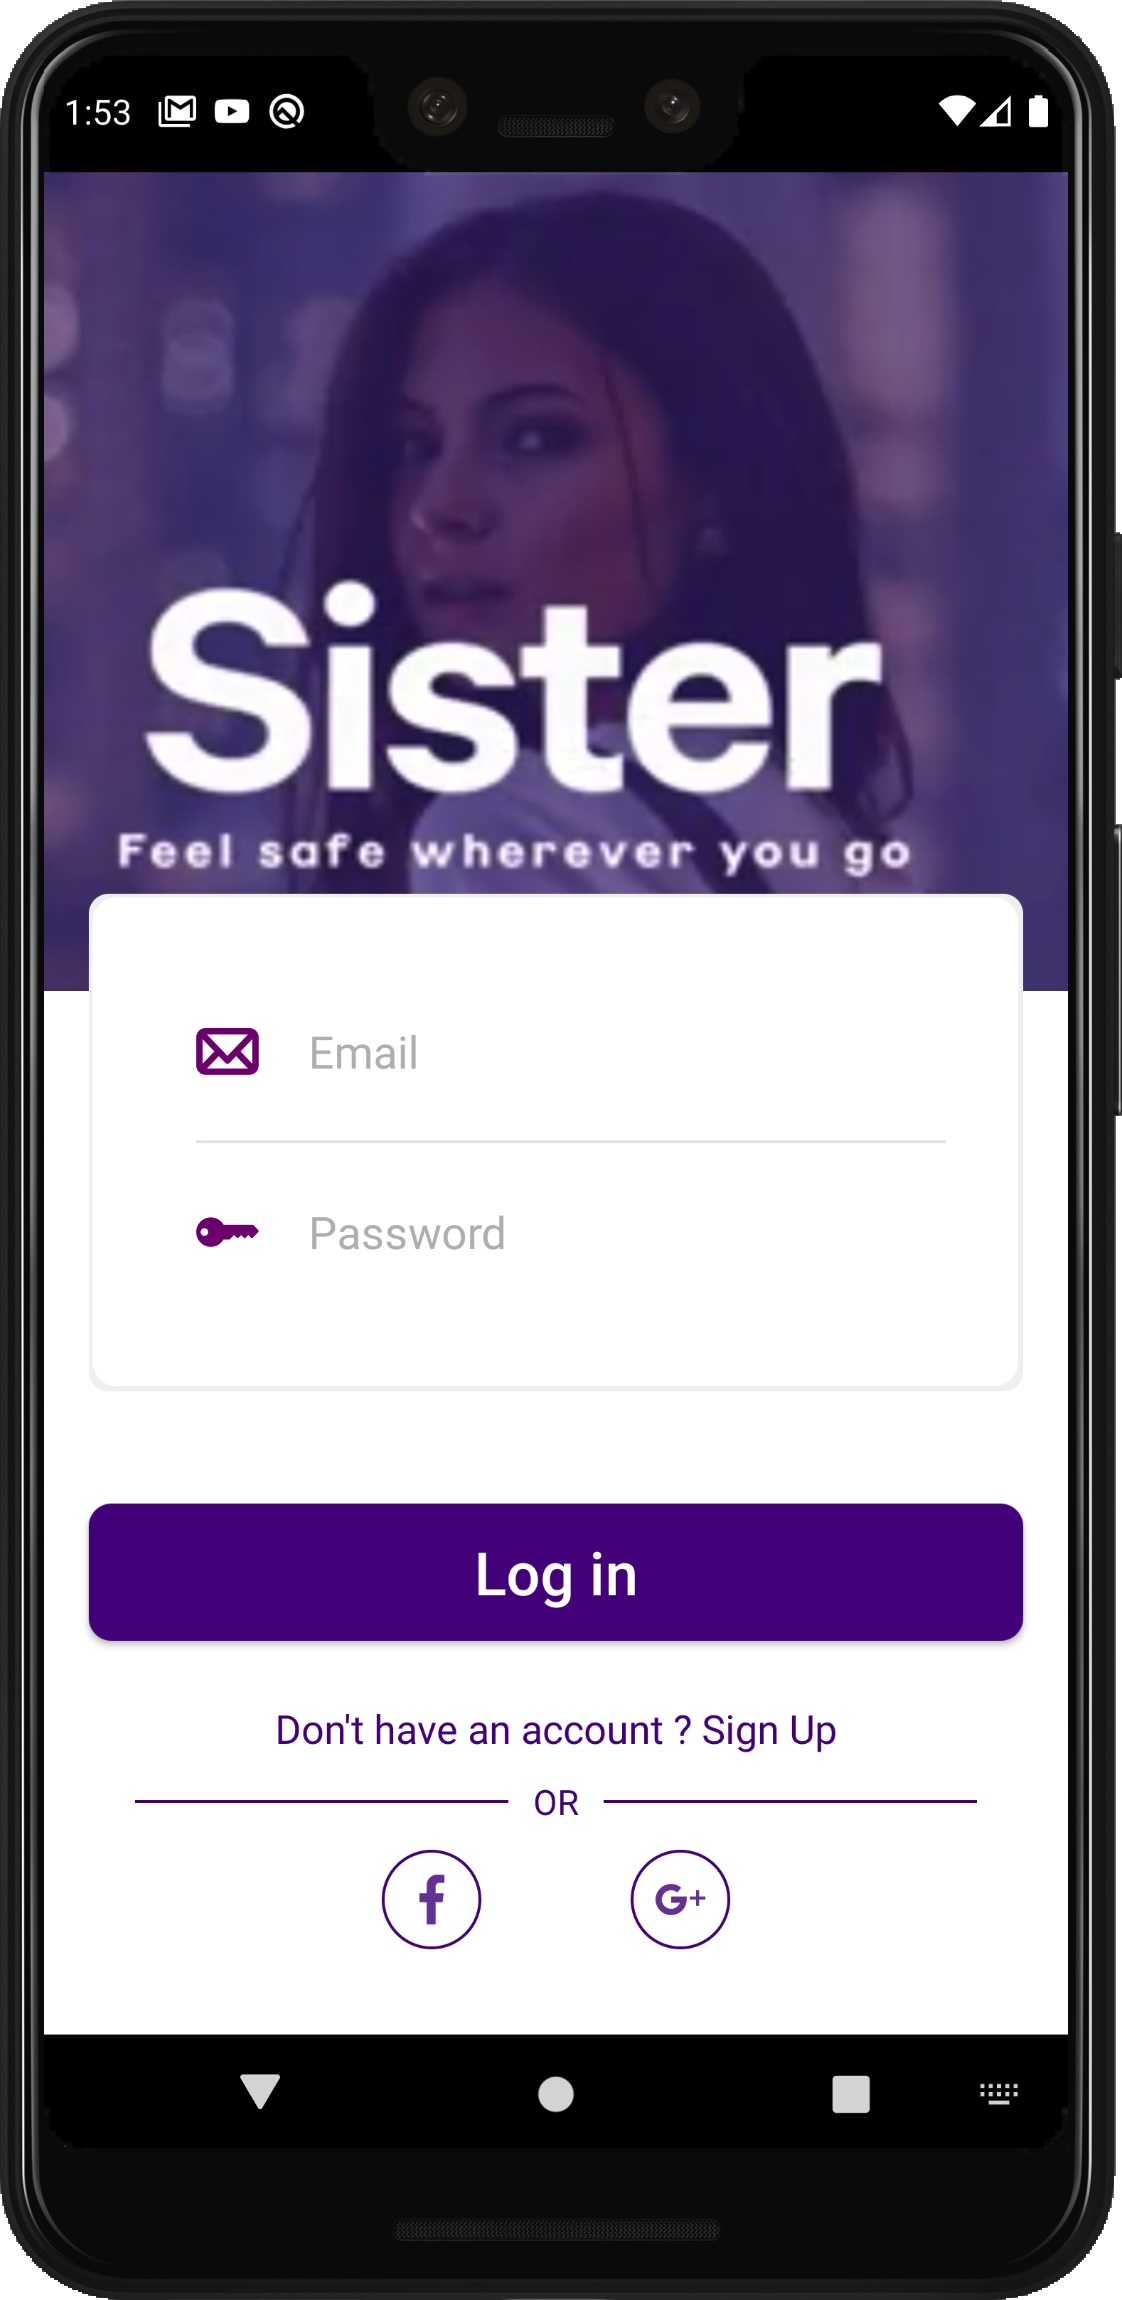 1:53
Sister
Feel safe wherever you go
Email
Password
Log in
Don't have an account ? Sign Up
OR
f
G+